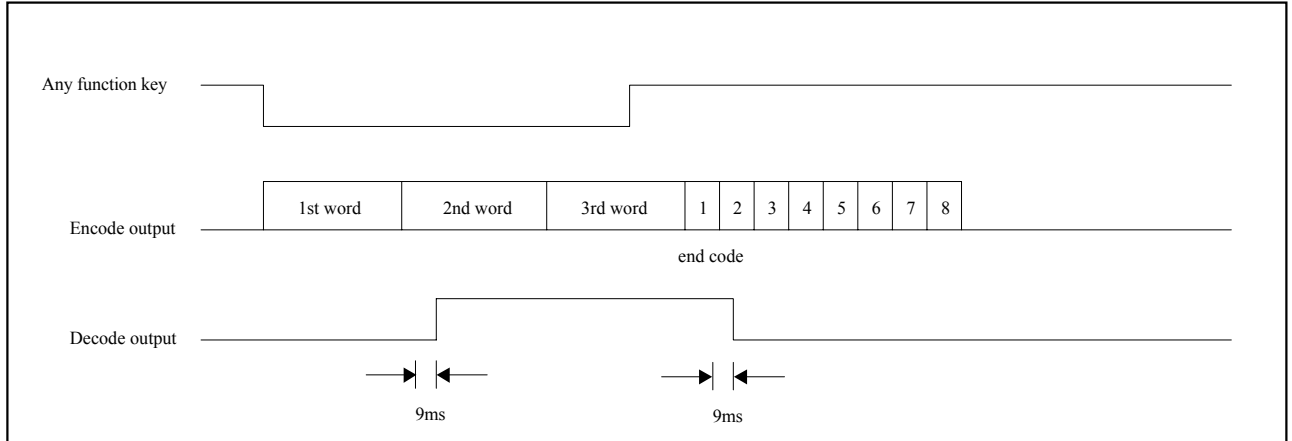 Any function key
1st word 2nd word 3rd word 1 2 3 4 5 6 7 8
Encode output
end code
Decode output
9ms 9ms